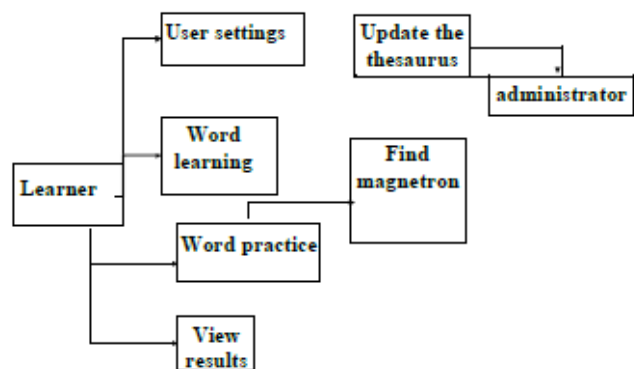 User settings
Update the
thesaurus
administrator
Word
learning
Find
magnetron
Learner
Word practice
View
results